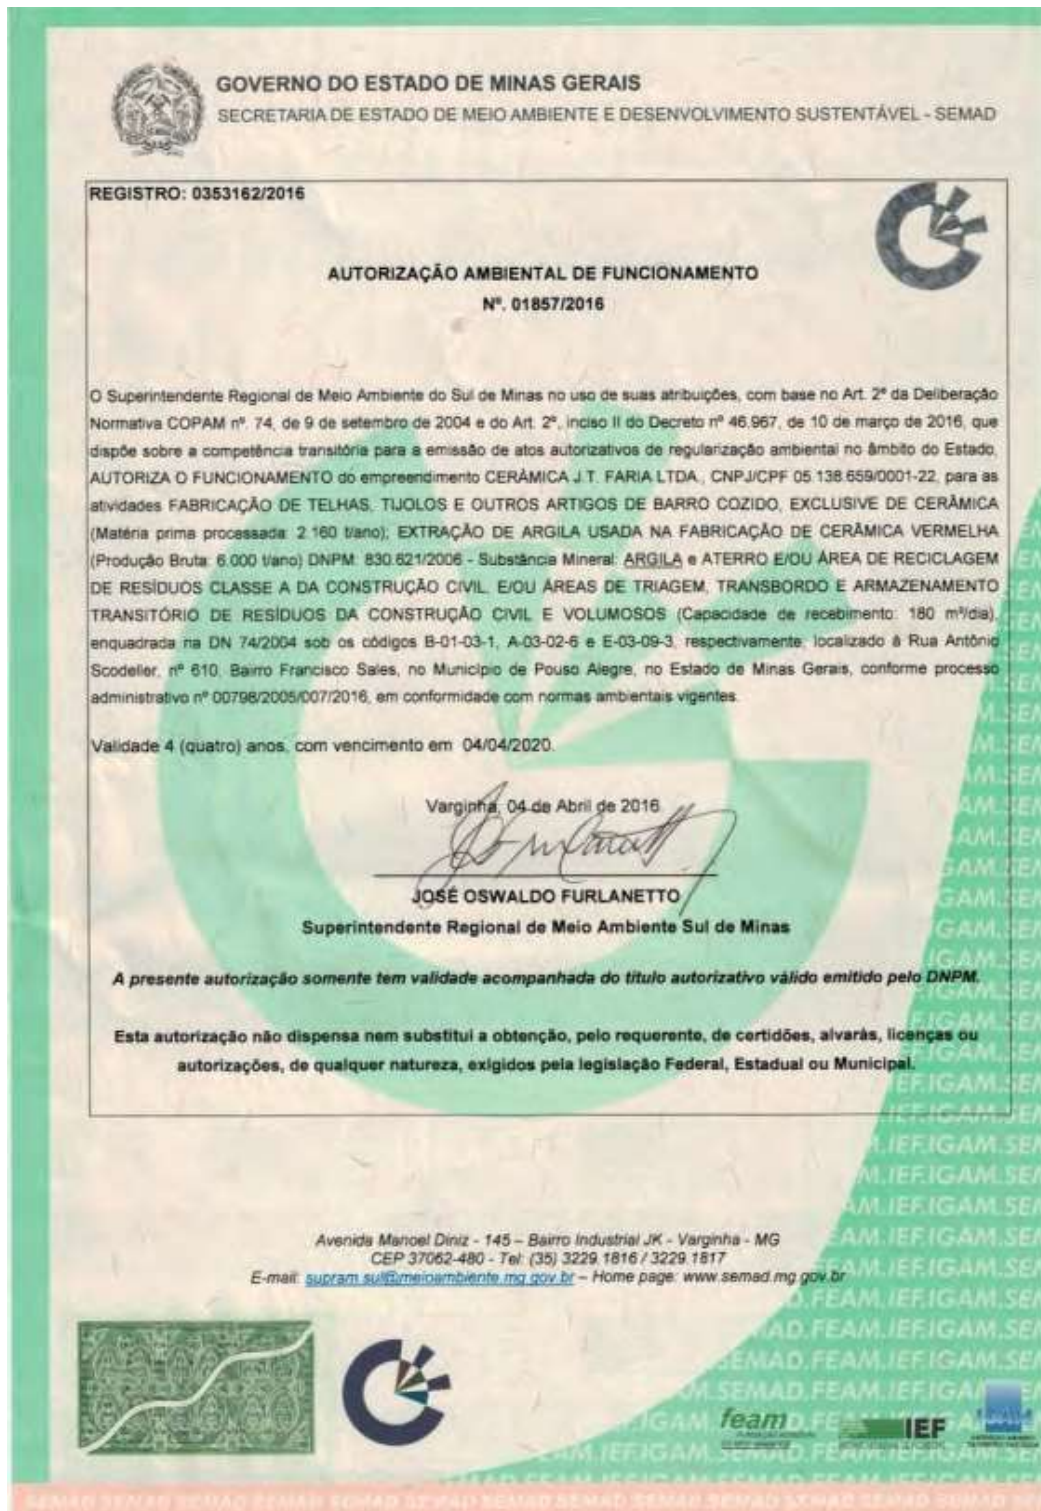 GOVERNO DO ESTADO DE MINAS GERAIS
SECRETARIA DE ESTADO DE MEIO AMBIENTE E DESENVOLVIMENTO SUSTENTÁVEL - SEMAD
REGISTRO: 0353162/2016
AUTORIZAÇÃO AMBIENTAL DE FUNCIONAMENTO
Nº. 01857/2016
O Superintendente Regional de Meio Ambiente do Sul de Minas no uso de suas atribuições, com base no Art. 2º da Deliberação
Normativa COPAM nº. 74, de 9 de setembro de 2004 e do Art. 2º, inciso II do Decreto nº 46.967, de 10 de março de 2016, que
dispõe sobre a competência transitória para a emissão de atos autorizativos de regularização ambiental no âmbito do Estado,
AUTORIZA O FUNCIONAMENTO do empreendimento CERÂMICA J.T. FARIA LTDA., CNPJ/CPF 05.138.659/0001-22, para as
atividades FABRICAÇÃO DE TELHAS, TIJOLOS E OUTROS ARTIGOS DE BARRO COZIDO, EXCLUSIVE DE CERÂMICA
(Matéria prima processada: 2.160 t/ano); EXTRAÇÃO DE ARGILA USADA NA FABRICAÇÃO DE CERÂMICA VERMELHA
(Produção Bruta: 6.000 t/ano) DNPM: 830.621/2006 - Substância Mineral: ARGILA e ATERRO E/OU ÁREA DE RECICLAGEM
DE RESÍDUOS CLASSE A DA CONSTRUÇÃO CIVIL, E/OU ÁREAS DE TRIAGEM, TRANSBORDO E ARMAZENAMENTO
TRANSITÓRIO DE RESÍDUOS DA CONSTRUÇÃO CIVIL E VOLUMOSOS (Capacidade de recebimento: 180 m³/dia),
enquadrada na DN 74/2004 sob os códigos B-01-03-1, A-03-02-6 e E-03-09-3, respectivamente, localizado à Rua Antônio
Scodeller, nº 610, Bairro Francisco Sales, no Município de Pouso Alegre, no Estado de Minas Gerais, conforme processo
administrativo nº 00798/2005/007/2016, em conformidade com normas ambientais vigentes.
Validade 4 (quatro) anos, com vencimento em 04/04/2020.
Varginha, 04 de Abril de 2016
JOSÉ OSWALDO FURLANETTO
Superintendente Regional de Meio Ambiente Sul de Minas
A presente autorização somente tem validade acompanhada do título autorizativo válido emitido pelo DNPM.
Esta autorização não dispensa nem substitui a obtenção, pelo requerente, de certidões, alvarás, licenças ou
autorizações, de qualquer natureza, exigidos pela legislação Federal, Estadual ou Municipal.
Avenida Manoel Diniz - 145 – Bairro Industrial JK - Varginha - MG
CEP 37062-480 - Tel: (35) 3229.1816 / 3229.1817
E-mail: supram.sul@meioambiente.mg.gov.br – Home page: www.semad.mg.gov.br
feam
IEF